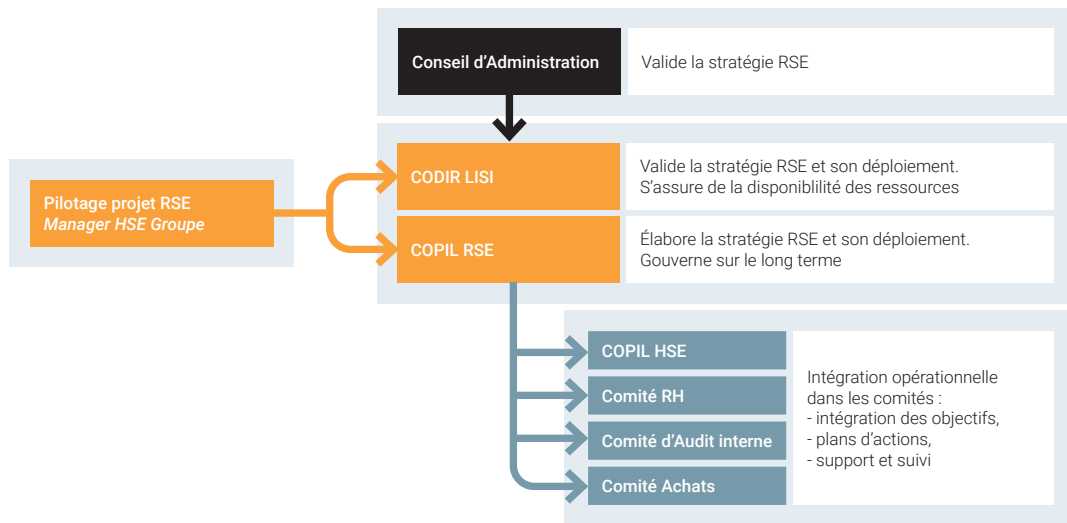 Conseil d'Administration
Valide la stratégie RSE
Pilotage projet RSE
Manager HSE Groupe
CODIR LISI
Valide la stratégie RSE et son déploiement.
S'assure de la disponiblilité des ressources
COPIL RSE
Élabore la stratégie RSE et son déploiement.
Gouverne sur le long terme
COPIL HSE
Comité RH
Comité d'Audit interne
Comité Achats
Intégration opérationnelle
dans les comités :
- intégration des objectifs,
- plans d'actions,
- support et suivi